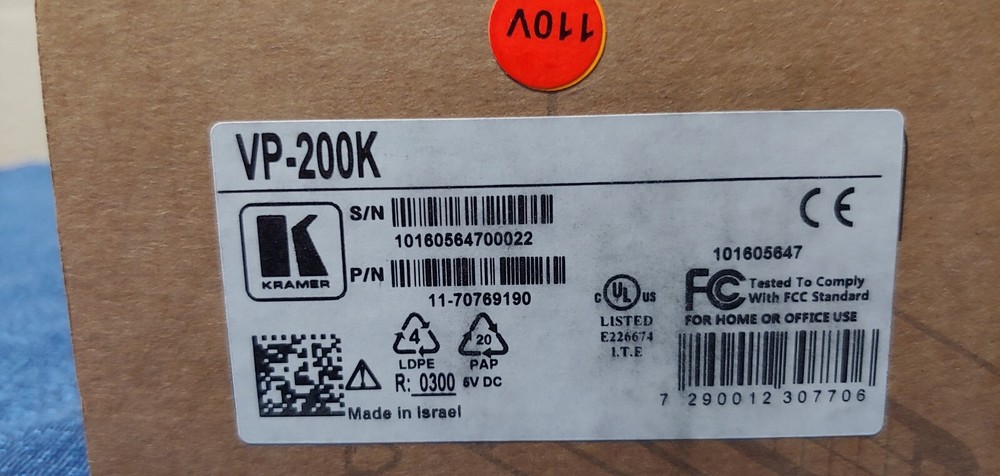 110V
VP-200K
S/N
10160564700022
P/N
11-70769190
KRAMER
4
LDPE
20
PAP
R: 0300 5V DC
Made in Israel
CE
101605647
c UL US
LISTED
E226674
I.T.E
FC Tested To Comply
With FCC Standard
FOR HOME OR OFFICE USE
7 290012 307706